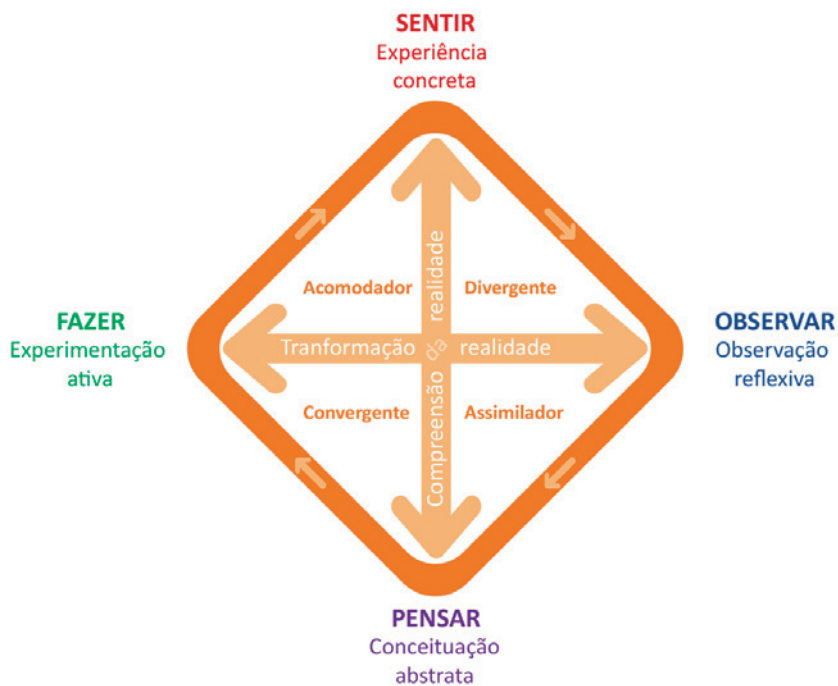 SENTIR
Experiência
concreta
Acomodador
Divergente
FAZER
Experimentação
ativa
Tranformação da realidade
Compreensão da realidade
OBSERVAR
Observação
reflexiva
Convergente
Assimilador
PENSAR
Conceituação
abstrata